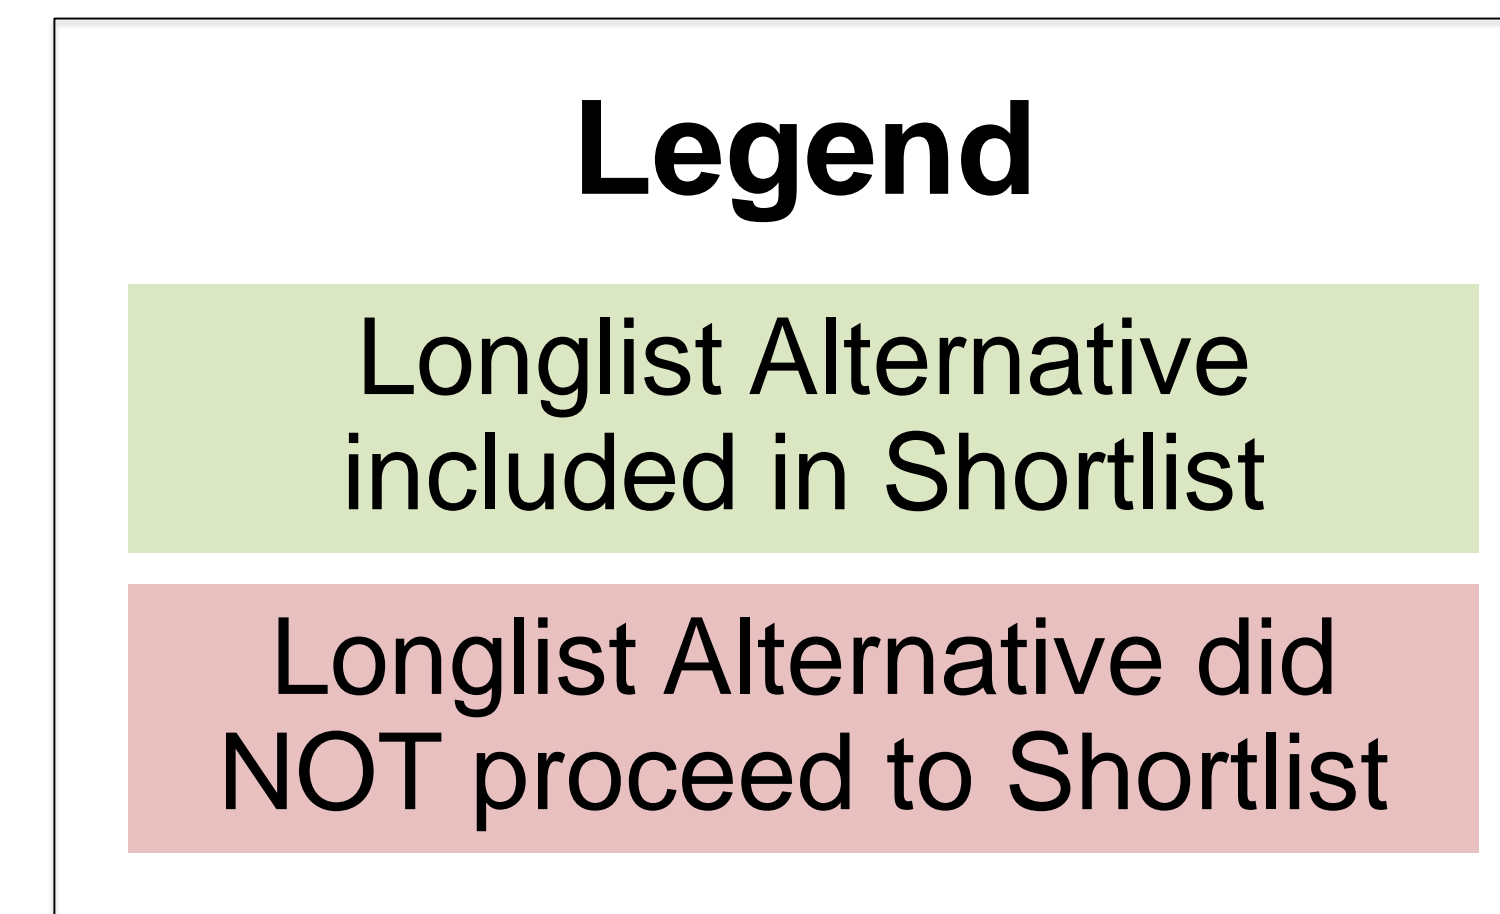 Legend
Longlist Alternative
included in Shortlist
Longlist Alternative did
NOT proceed to Shortlist